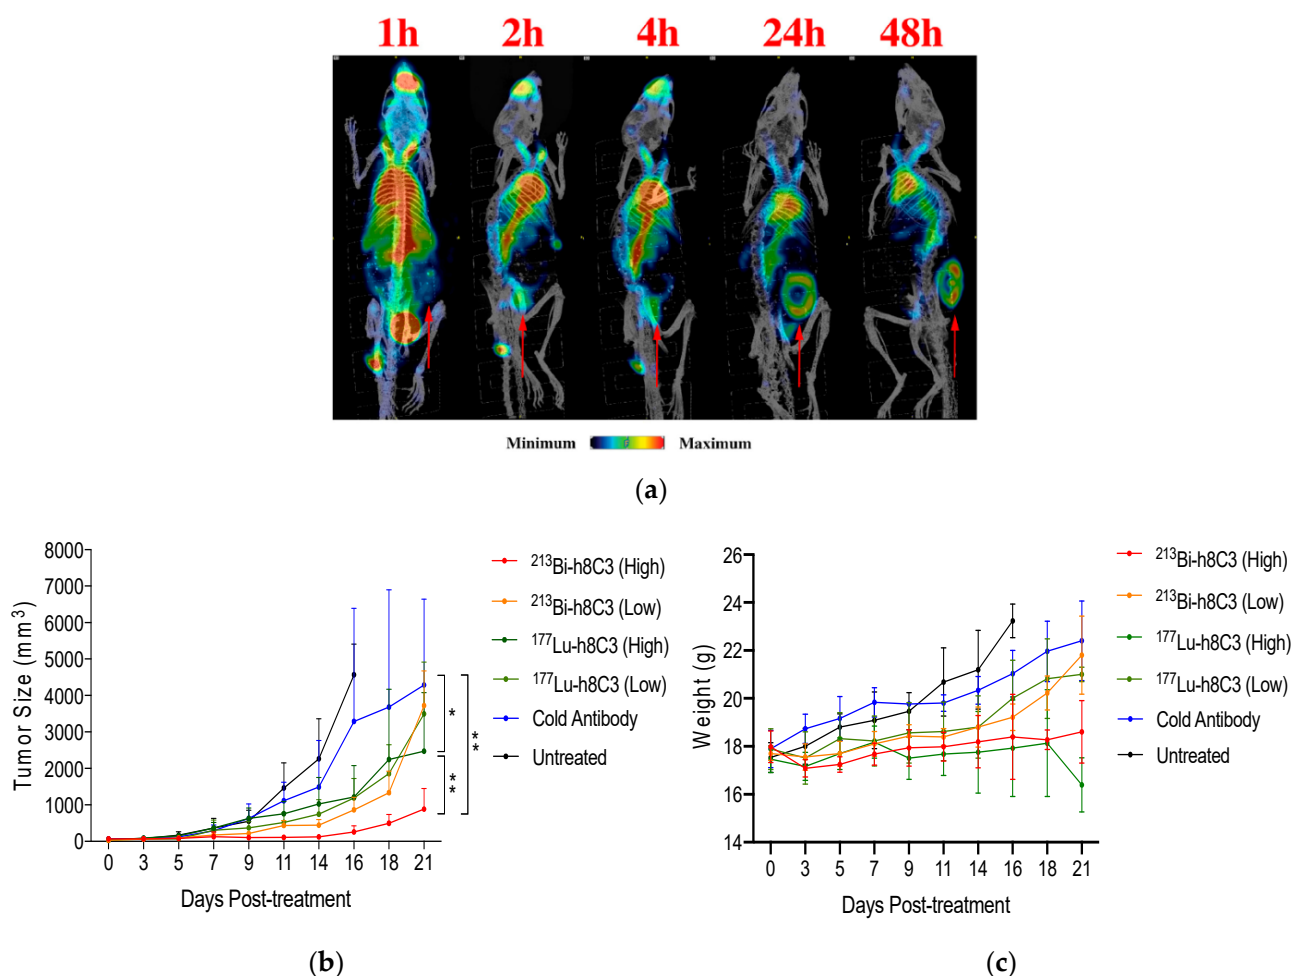 1h 2h 4h 24h 48h
Minimum Maximum
(a)
Tumor Size (mm³)
8000
7000
6000
5000
4000
3000
2000
1000
0
0 3 5 7 9 11 14 16 18 21
Days Post-treatment
²¹³Bi-h8C3 (High)
²¹³Bi-h8C3 (Low)
¹⁷⁷Lu-h8C3 (High)
¹⁷⁷Lu-h8C3 (Low)
Cold Antibody
Untreated
*
**
**
(b)
Weight (g)
26
24
22
20
18
16
14
0 3 5 7 9 11 14 16 18 21
Days Post-treatment
²¹³Bi-h8C3 (High)
²¹³Bi-h8C3 (Low)
¹⁷⁷Lu-h8C3 (High)
¹⁷⁷Lu-h8C3 (Low)
Cold Antibody
Untreated
(c)